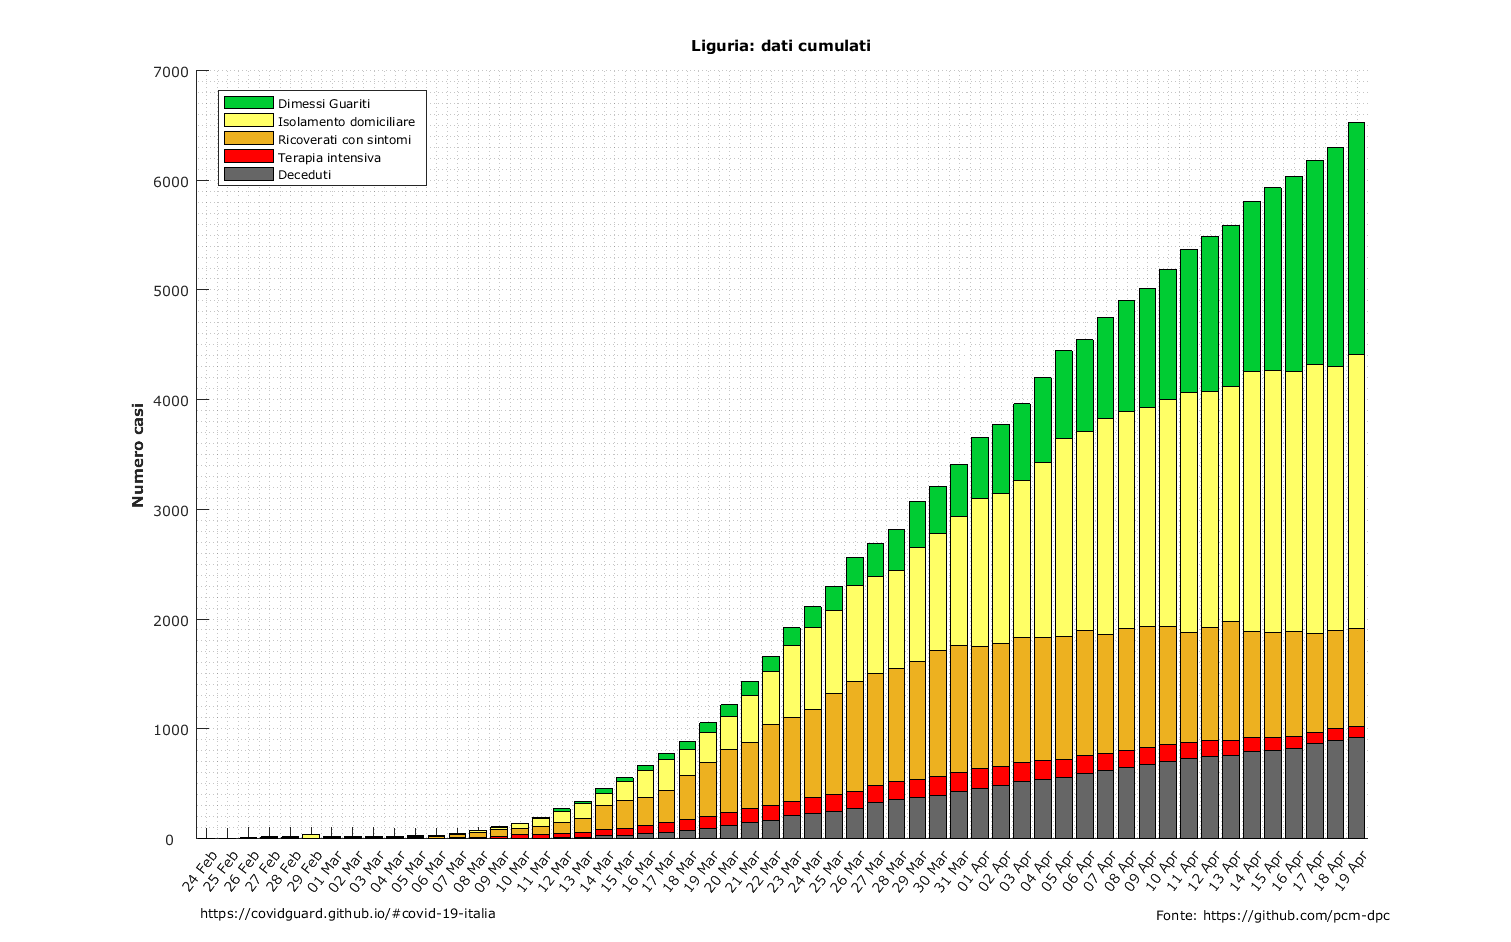 Liguria: dati cumulati
7000
6000
5000
4000
3000
2000
1000
0
Numero casi
Dimessi Guariti
Isolamento domiciliare
Ricoverati con sintomi
Terapia intensiva
Deceduti
24 Feb
25 Feb
26 Feb
27 Feb
28 Feb
29 Feb
01 Mar
02 Mar
03 Mar
04 Mar
05 Mar
06 Mar
07 Mar
08 Mar
09 Mar
10 Mar
11 Mar
12 Mar
13 Mar
14 Mar
15 Mar
16 Mar
17 Mar
18 Mar
19 Mar
20 Mar
21 Mar
22 Mar
23 Mar
24 Mar
25 Mar
26 Mar
27 Mar
28 Mar
29 Mar
30 Mar
31 Mar
01 Apr
02 Apr
03 Apr
04 Apr
05 Apr
06 Apr
07 Apr
08 Apr
09 Apr
10 Apr
11 Apr
12 Apr
13 Apr
14 Apr
15 Apr
16 Apr
17 Apr
18 Apr
19 Apr
https://covidguard.github.io/#covid-19-italia
Fonte: https://github.com/pcm-dpc